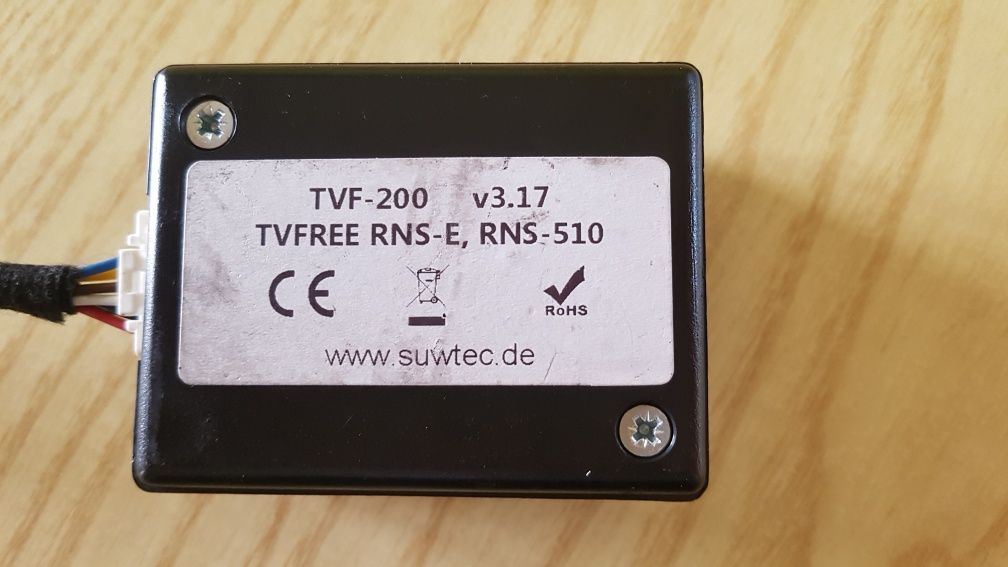 TVF-200 v3.17
TVFREE RNS-E, RNS-510
CE
RoHS
www.suwtec.de